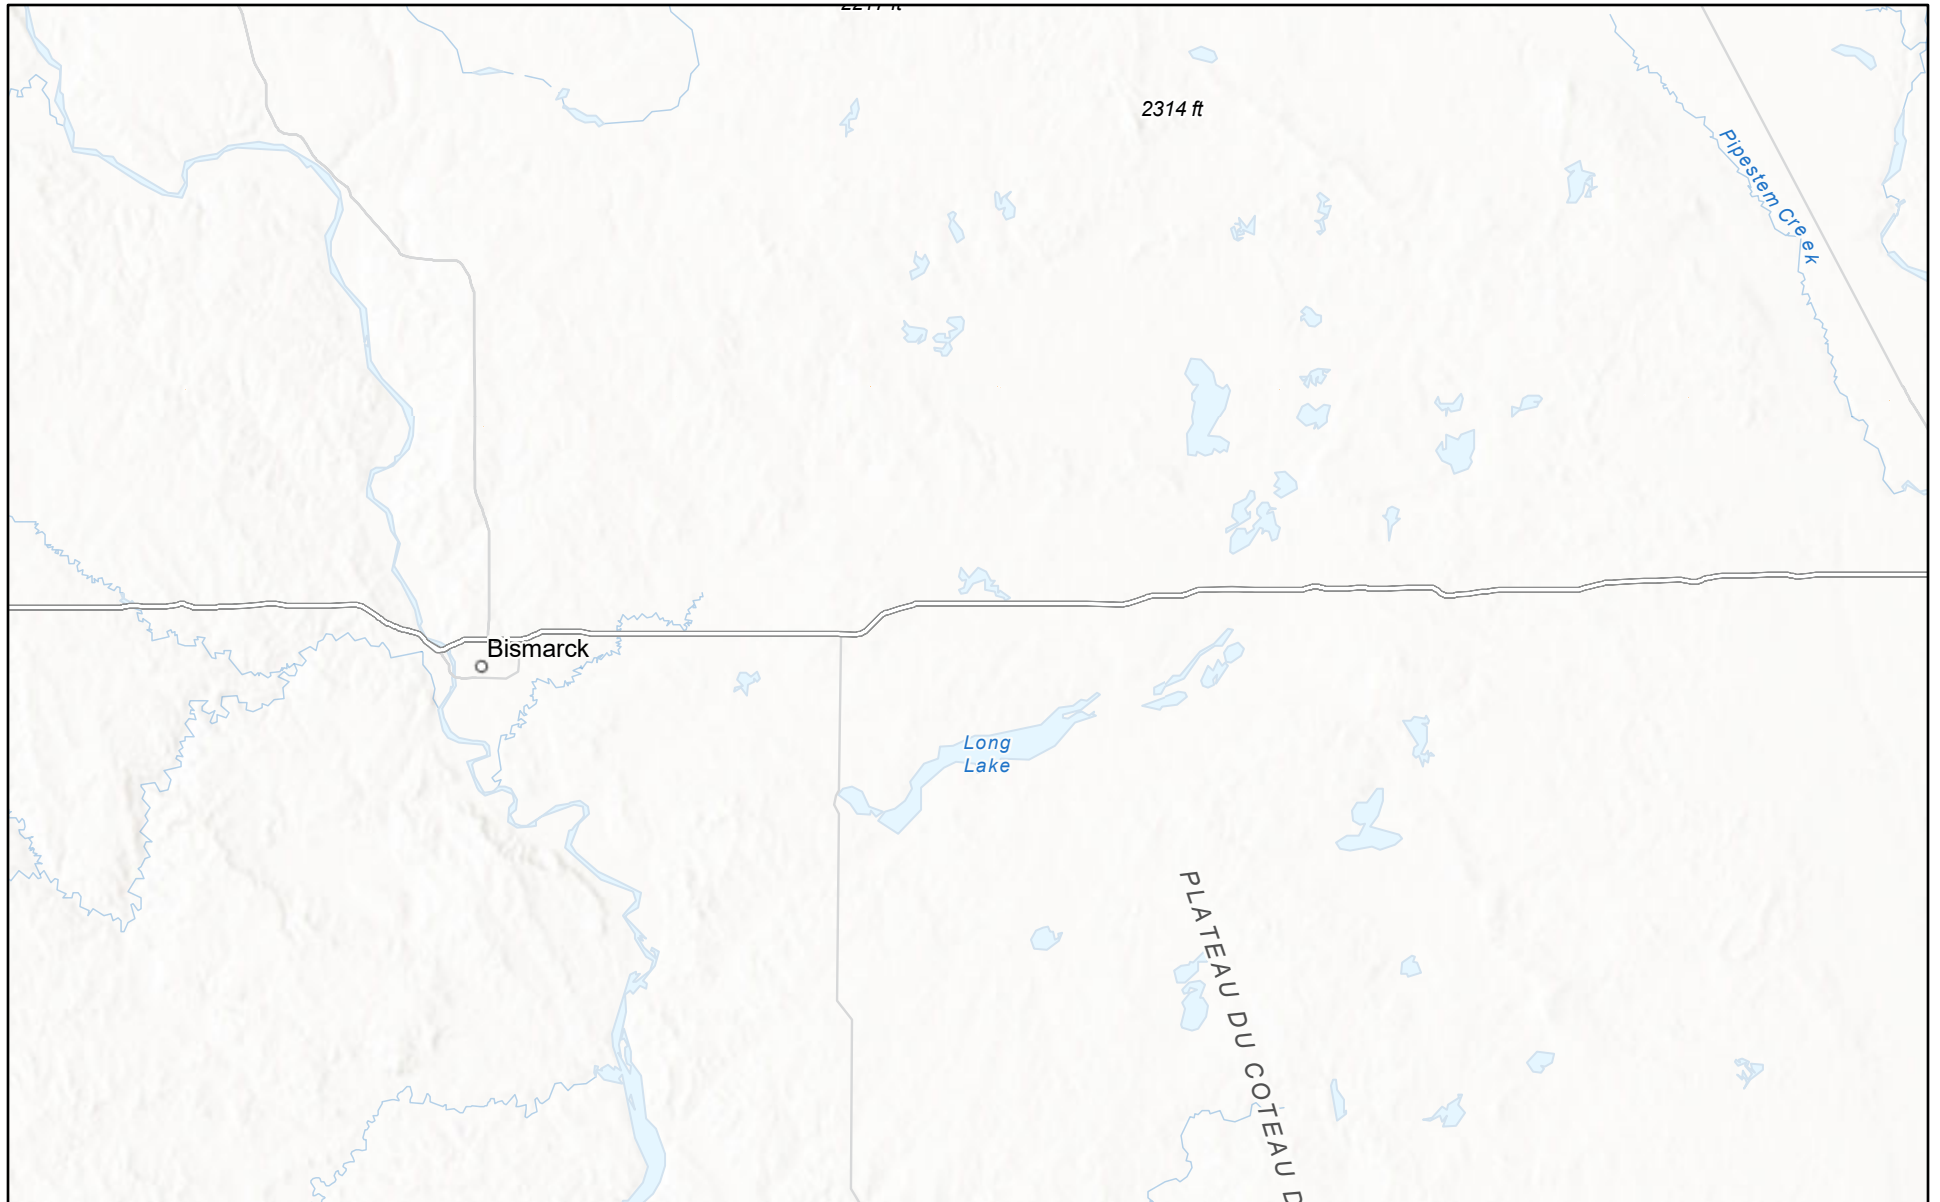 2314 ft
Pipestem Creek
Bismarck
Long
Lake
PLATEAU DU COTEAU D